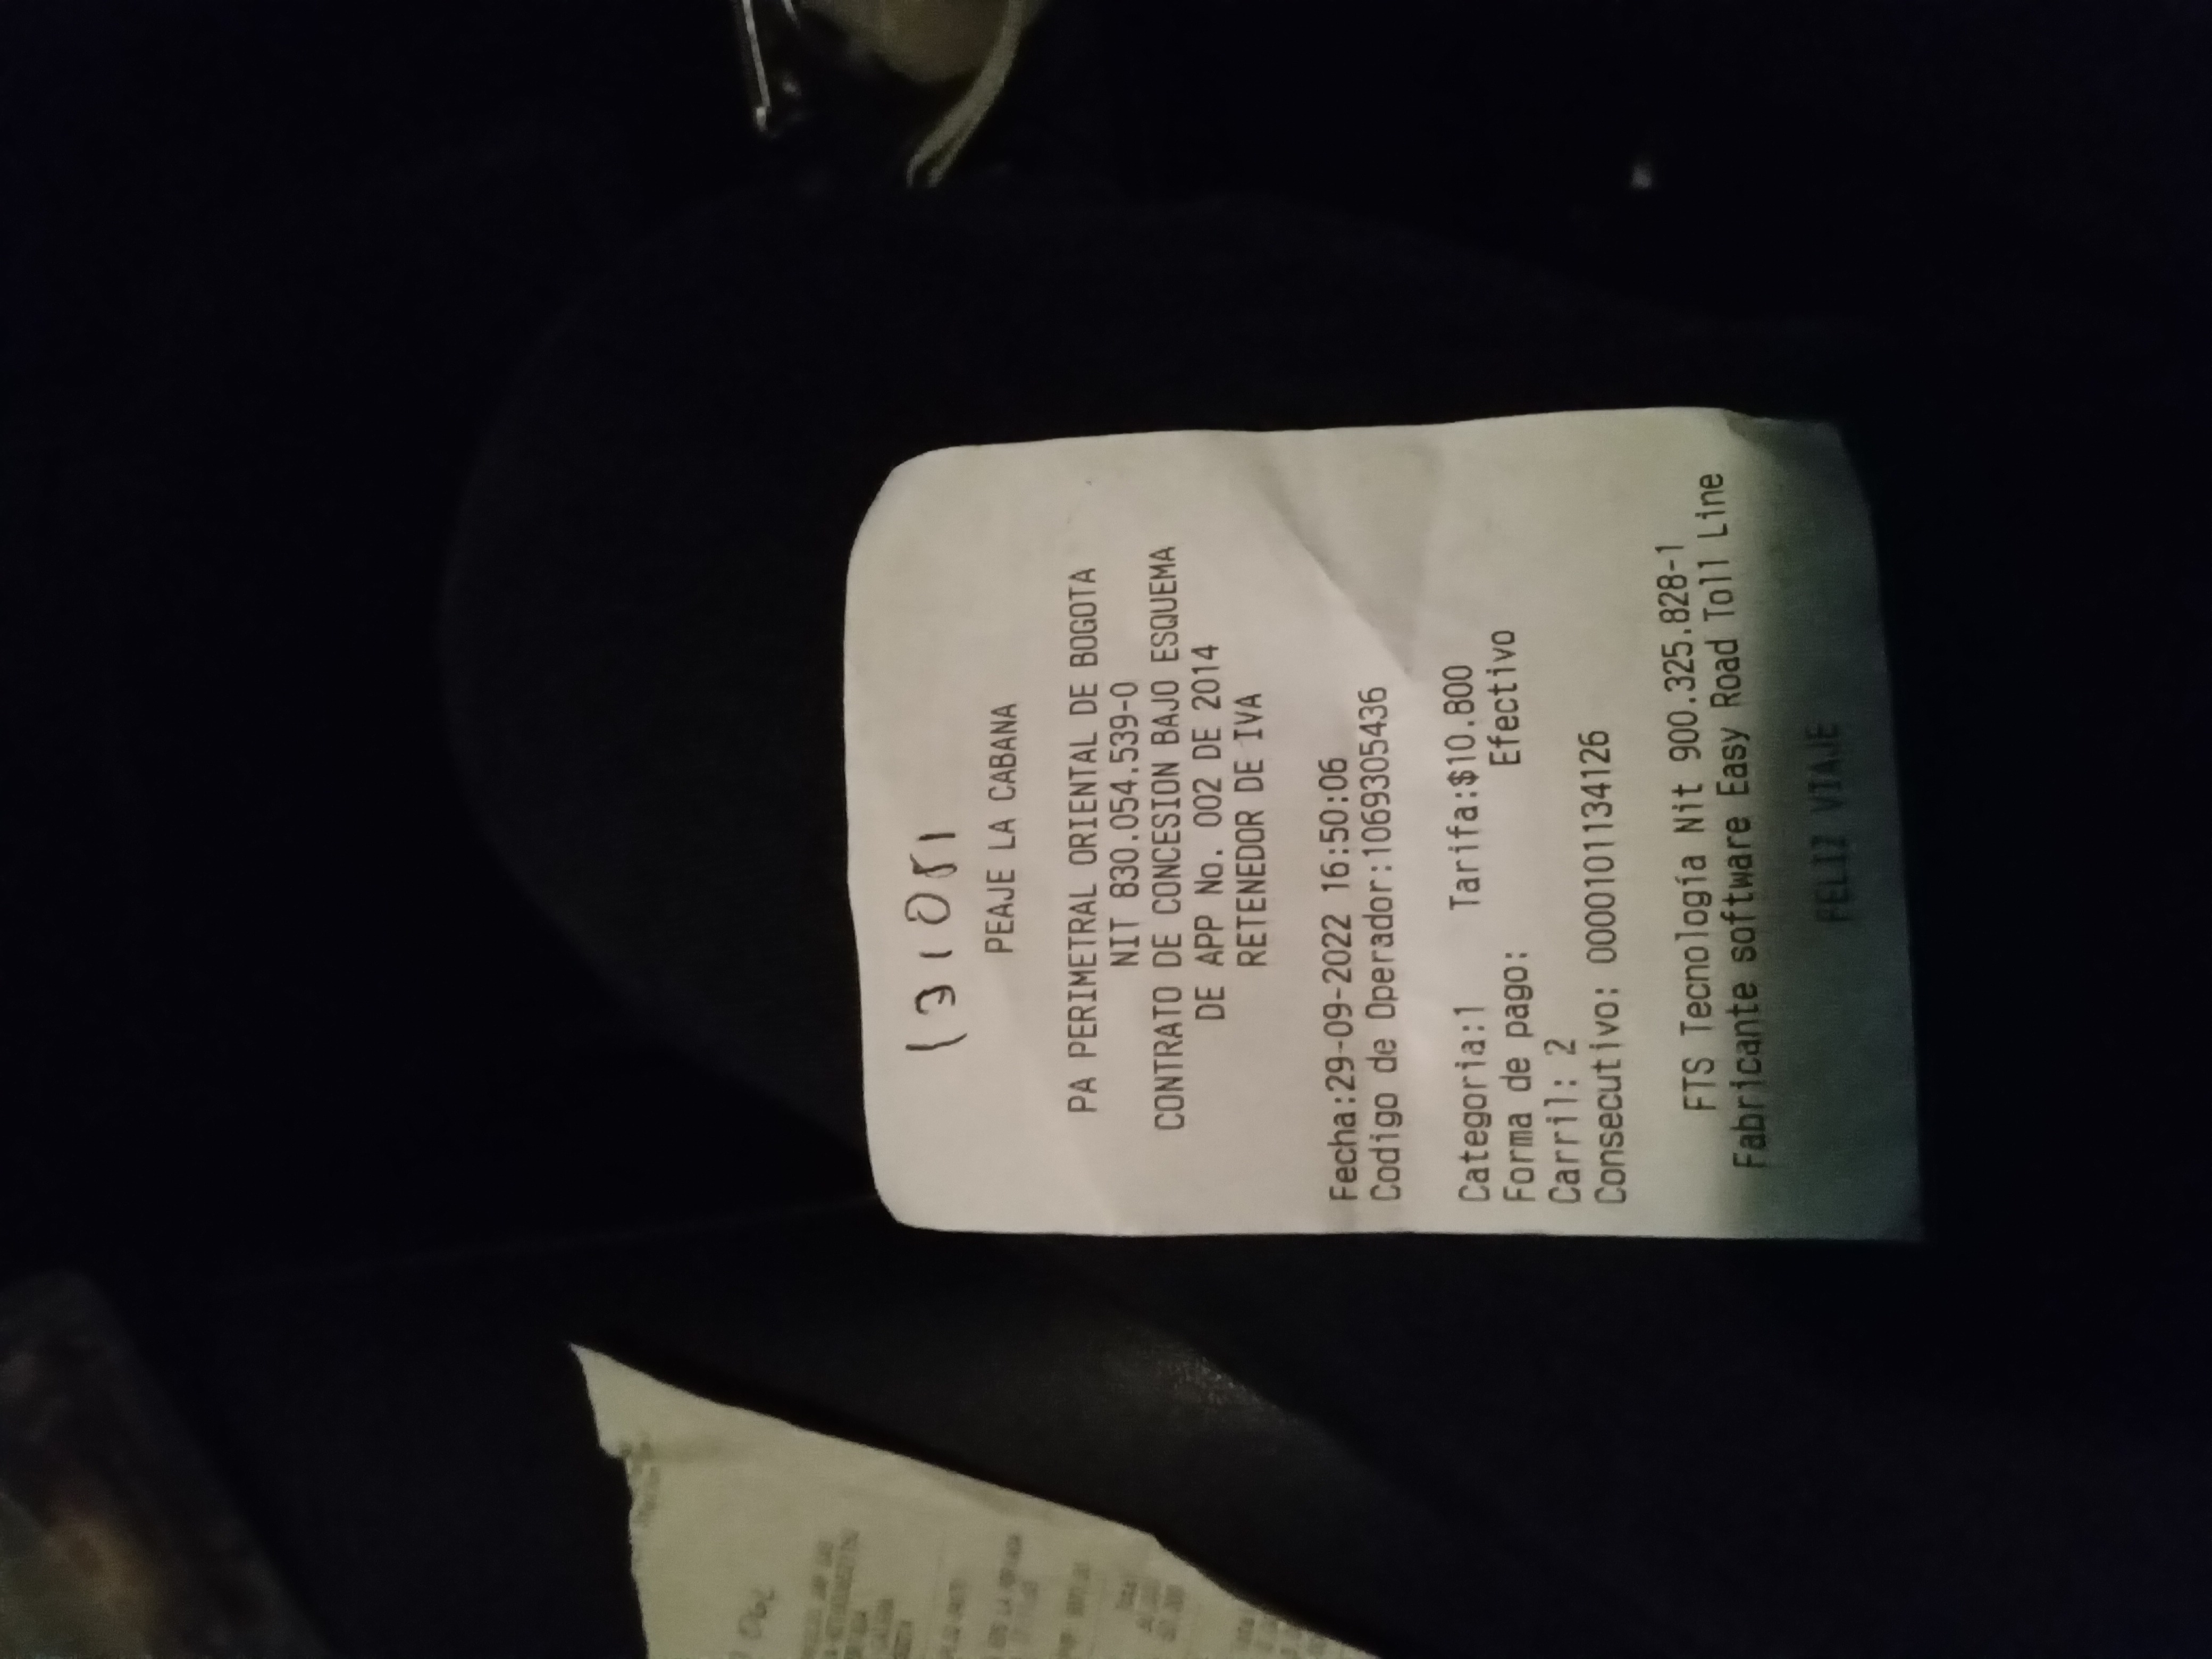 131051
PEAJE LA CABANA
PA PERIMETRAL ORIENTAL DE BOGOTA
NIT 830.054.539-0
CONTRATO DE CONCESION BAJO ESQUEMA
DE APP No. 002 DE 2014
RETENEDOR DE IVA
Fecha:29-09-2022 16:50:06
Codigo de Operador:1069305436
Categoria:1 Tarifa:$10.800
Forma de pago: Efectivo
Carril: 2
Consecutivo: 0000101134126
FTS Tecnología Nit 900.325.828-1
Fabricante software Easy Road Toll Line
FELIZ VIAJE